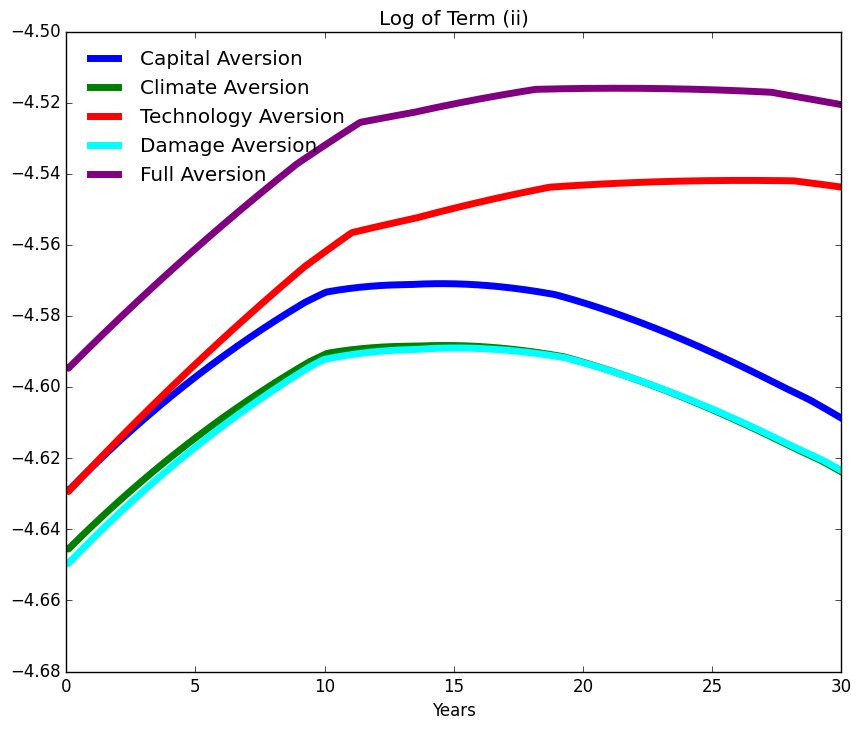 Log of Term (ii)
−4.50
−4.52
−4.54
−4.56
−4.58
−4.60
−4.62
−4.64
−4.66
−4.68
Capital Aversion
Climate Aversion
Technology Aversion
Damage Aversion
Full Aversion
0 5 10 15 20 25 30
Years